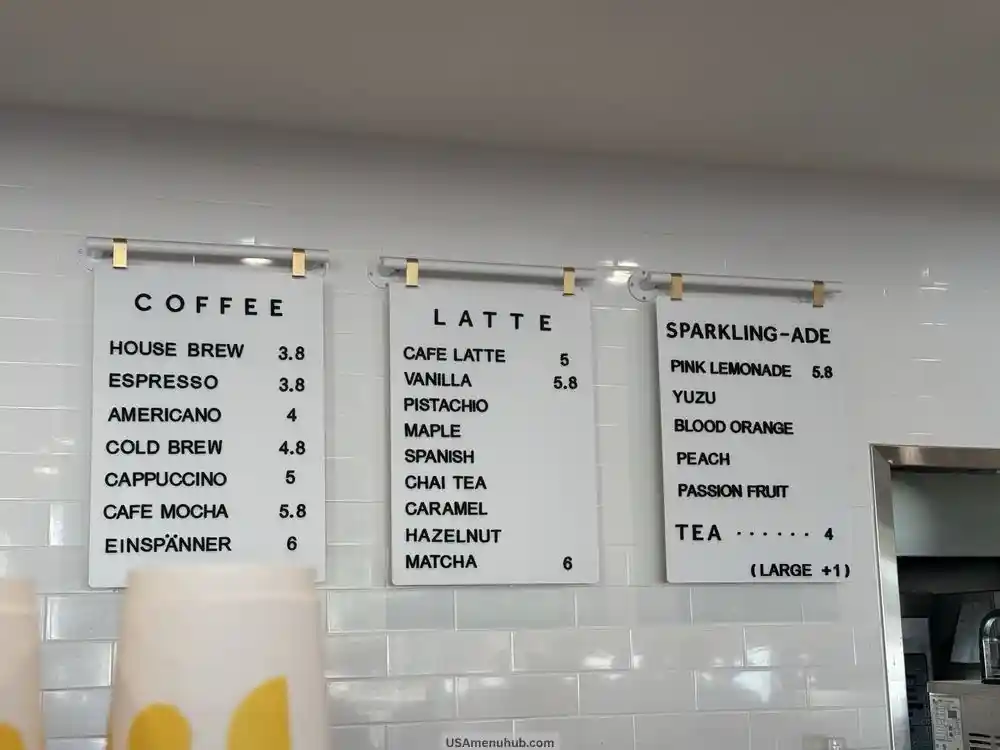 COFFEE
HOUSE BREW 3.8
ESPRESSO 3.8
AMERICANO 4
COLD BREW 4.8
CAPPUCCINO 5
CAFE MOCHA 5.8
EINSPÄNNER 6
LATTE
CAFE LATTE 5
VANILLA 5.8
PISTACHIO
MAPLE
SPANISH
CHAI TEA
CARAMEL
HAZELNUT
MATCHA 6
SPARKLING-ADE
PINK LEMONADE 5.8
YUZU
BLOOD ORANGE
PEACH
PASSION FRUIT
TEA ······ 4
(LARGE +1)
USAmenuhub.com